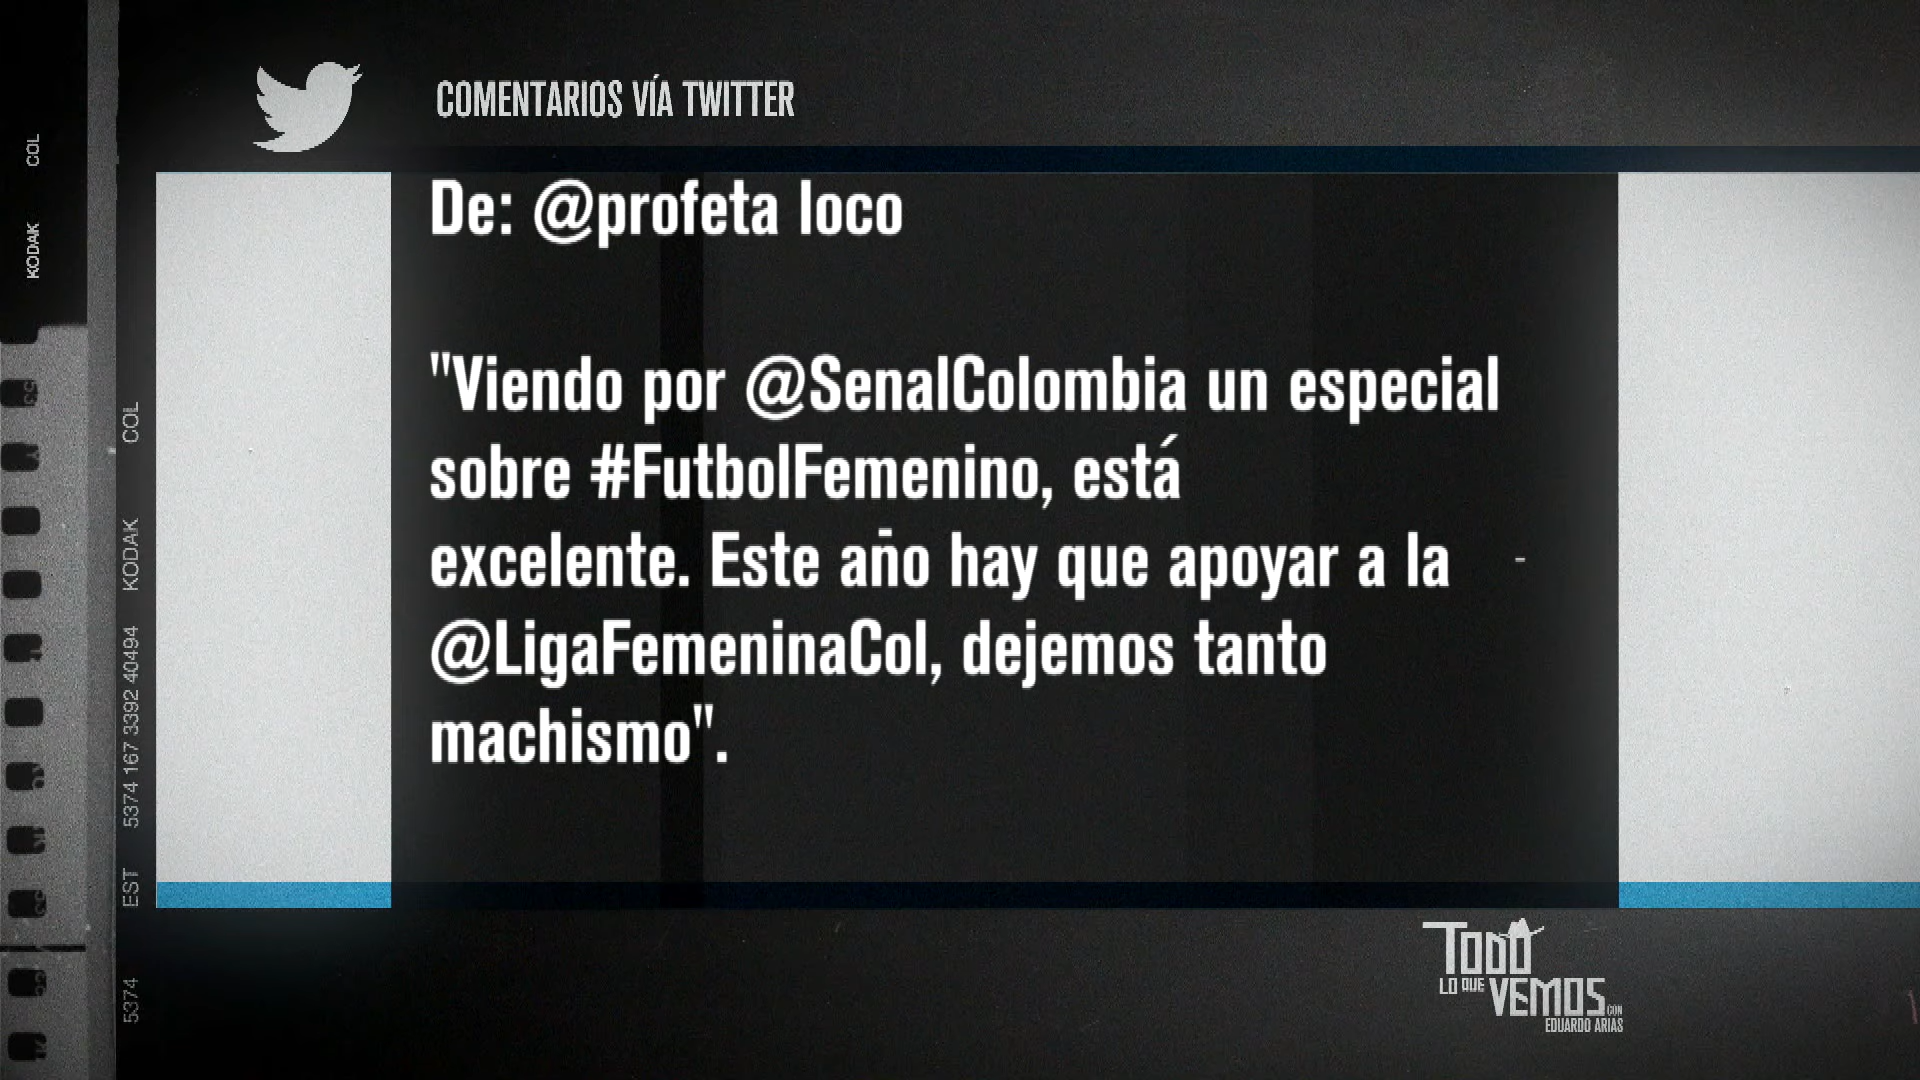 COMENTARIOS VÍA TWITTER
De: @profeta loco
"Viendo por @SenalColombia un especial
sobre #FutbolFemenino, está
excelente. Este año hay que apoyar a la
@LigaFemeninaCol, dejemos tanto
machismo".
COL
KODAK
COL
KODAK
5374 167 3392 40494
EST
5374
TODO
LO QUE VEMOS CON
EDUARDO ARIAS